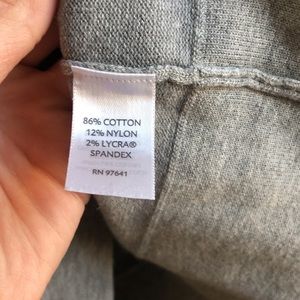 86% COTTON
12% NYLON
2% LYCRA®
SPANDEX
RN 97641